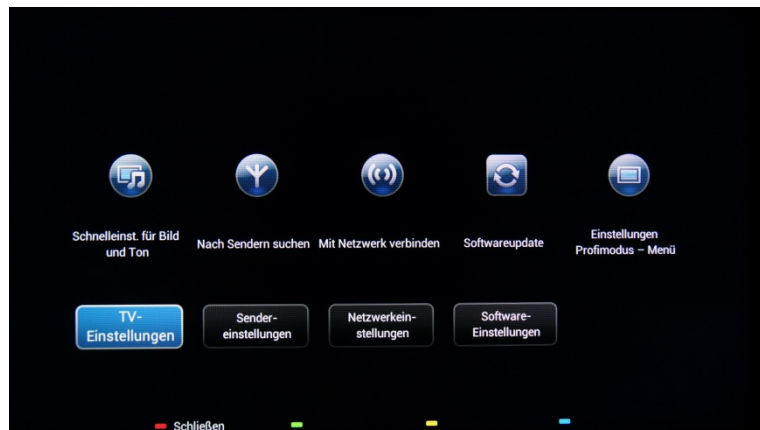 Schnelleinst. für Bild
und Ton
Nach Sendern suchen
Mit Netzwerk verbinden
Softwareupdate
Einstellungen
Profimodus – Menü
TV-
Einstellungen
Sender-
einstellungen
Netzwerkein-
stellungen
Software-
Einstellungen
Schließen